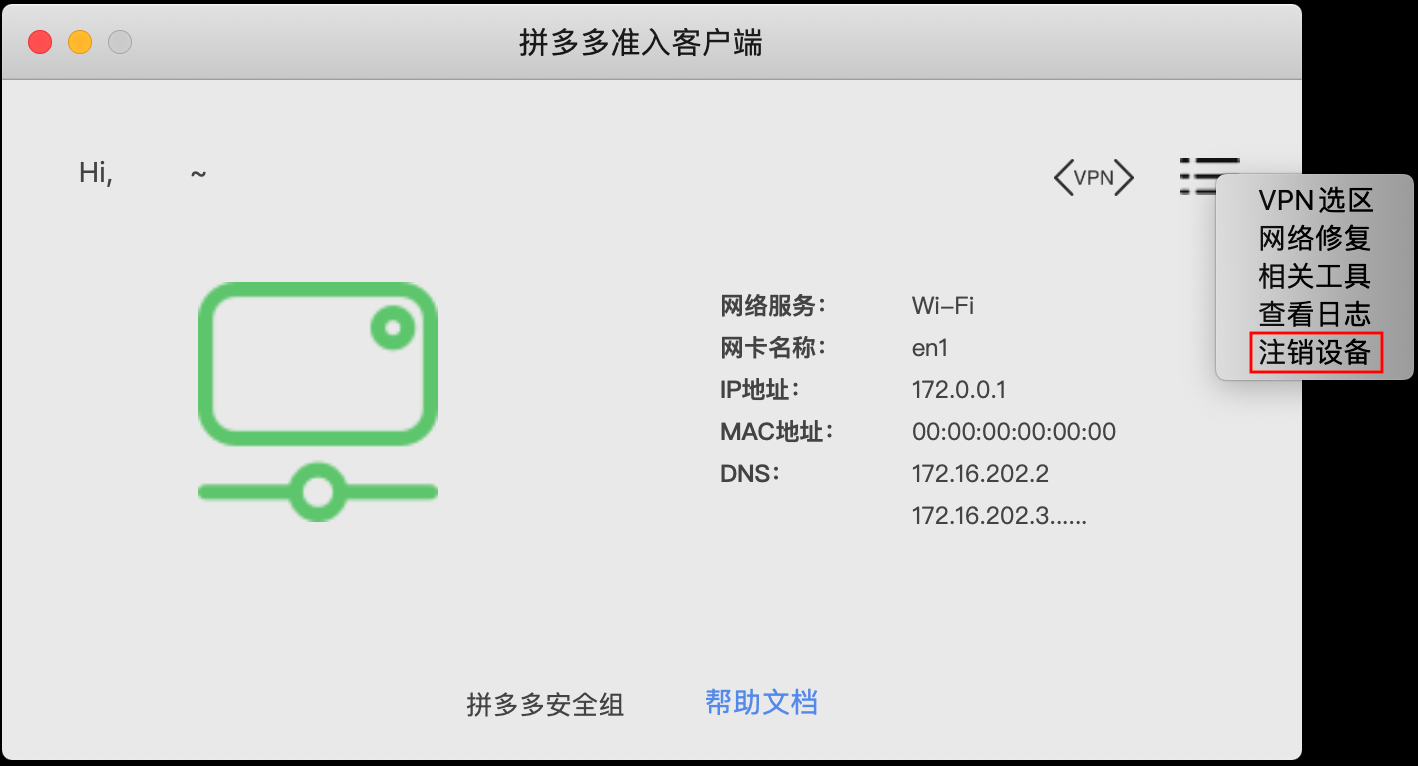 拼多多准入客户端
Hi, ~
VPN
VPN选区
网络修复
相关工具
查看日志
注销设备
网络服务: Wi-Fi
网卡名称: en1
IP地址: 172.0.0.1
MAC地址: 00:00:00:00:00:00
DNS: 172.16.202.2
172.16.202.3......
拼多多安全组 帮助文档